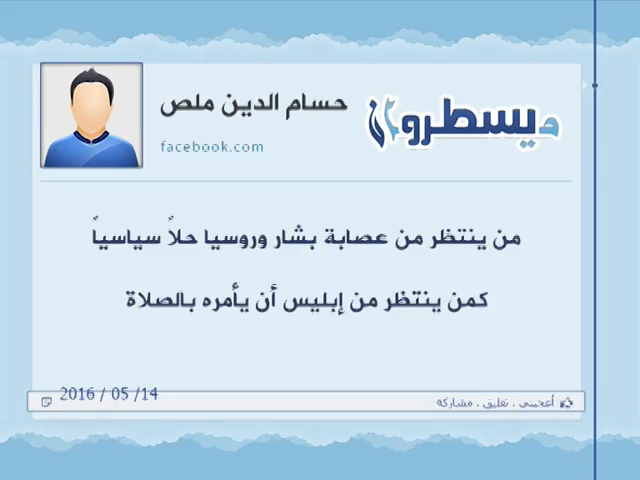 حسام الدين ملص
facebook.com
من ينتظر من عصابة بشار وروسيا حلاً سياسياً
كمن ينتظر من إبليس أن يأمره بالصلاة
2016 / 05 /14
أعجبني . تعليق . مشاركة